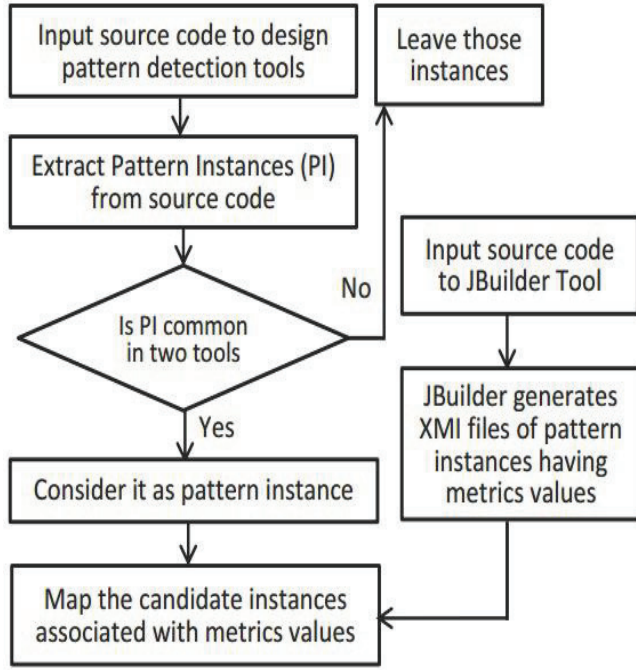 Input source code to design
pattern detection tools
Leave those
instances
Extract Pattern Instances (PI)
from source code
Input source code
to JBuilder Tool
No
Is PI common
in two tools
JBuilder generates
XMI files of pattern
instances having
metrics values
Yes
Consider it as pattern instance
Map the candidate instances
associated with metrics values